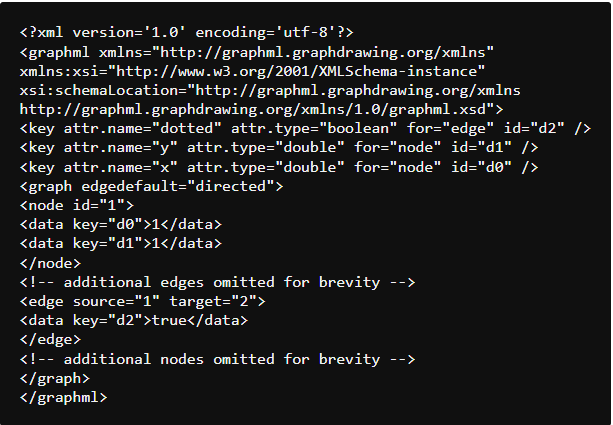 <?xml version='1.0' encoding='utf-8'?>
<graphml xmlns="http://graphml.graphdrawing.org/xmlns"
xmlns:xsi="http://www.w3.org/2001/XMLSchema-instance"
xsi:schemaLocation="http://graphml.graphdrawing.org/xmlns
http://graphml.graphdrawing.org/xmlns/1.0/graphml.xsd">
<key attr.name="dotted" attr.type="boolean" for="edge" id="d2" />
<key attr.name="y" attr.type="double" for="node" id="d1" />
<key attr.name="x" attr.type="double" for="node" id="d0" />
<graph edgedefault="directed">
<node id="1">
<data key="d0">1</data>
<data key="d1">1</data>
</node>
<!-- additional edges omitted for brevity -->
<edge source="1" target="2">
<data key="d2">true</data>
</edge>
<!-- additional nodes omitted for brevity -->
</graph>
</graphml>